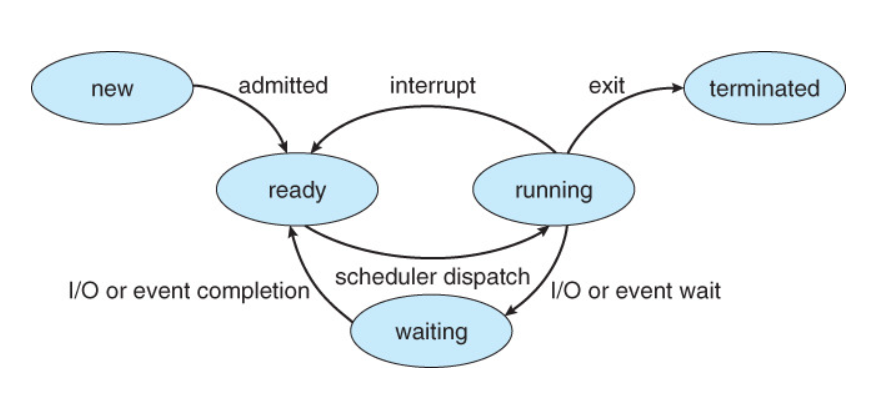 new
admitted
interrupt
exit
terminated
ready
running
scheduler dispatch
I/O or event completion
I/O or event wait
waiting